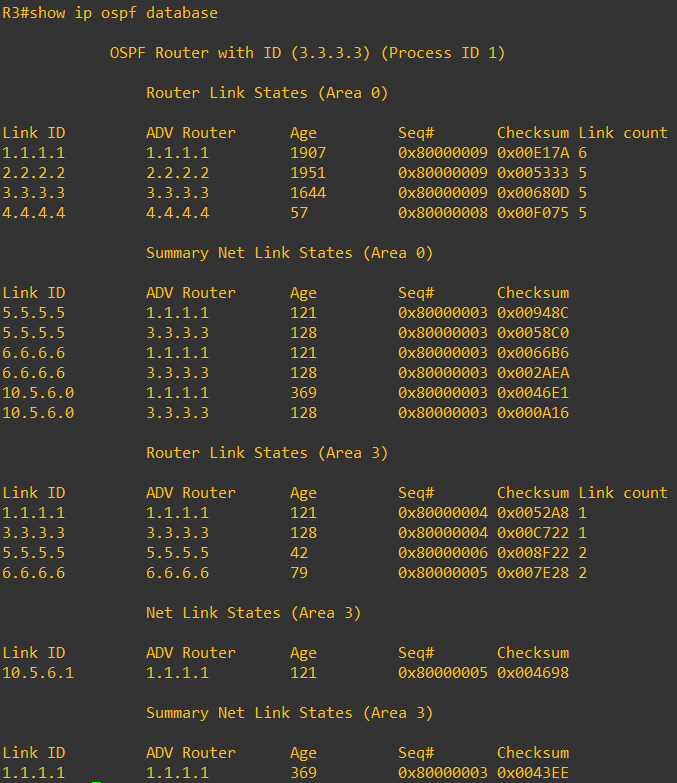 R3#show ip ospf database
OSPF Router with ID (3.3.3.3) (Process ID 1)
Router Link States (Area 0)
Link ID ADV Router Age Seq# Checksum Link count
1.1.1.1 1.1.1.1 1907 0x80000009 0x00E17A 6
2.2.2.2 2.2.2.2 1951 0x80000009 0x005333 5
3.3.3.3 3.3.3.3 1644 0x80000009 0x00680D 5
4.4.4.4 4.4.4.4 57 0x80000008 0x00F075 5
Summary Net Link States (Area 0)
Link ID ADV Router Age Seq# Checksum
5.5.5.5 1.1.1.1 121 0x80000003 0x00948C
5.5.5.5 3.3.3.3 128 0x80000003 0x0058C0
6.6.6.6 1.1.1.1 121 0x80000003 0x0066B6
6.6.6.6 3.3.3.3 128 0x80000003 0x002AEA
10.5.6.0 1.1.1.1 369 0x80000003 0x0046E1
10.5.6.0 3.3.3.3 128 0x80000003 0x000A16
Router Link States (Area 3)
Link ID ADV Router Age Seq# Checksum Link count
1.1.1.1 1.1.1.1 121 0x80000004 0x0052A8 1
3.3.3.3 3.3.3.3 128 0x80000004 0x00C722 1
5.5.5.5 5.5.5.5 42 0x80000006 0x008F22 2
6.6.6.6 6.6.6.6 79 0x80000005 0x007E28 2
Net Link States (Area 3)
Link ID ADV Router Age Seq# Checksum
10.5.6.1 1.1.1.1 121 0x80000005 0x004698
Summary Net Link States (Area 3)
Link ID ADV Router Age Seq# Checksum
1.1.1.1 1.1.1.1 369 0x80000003 0x0043EE